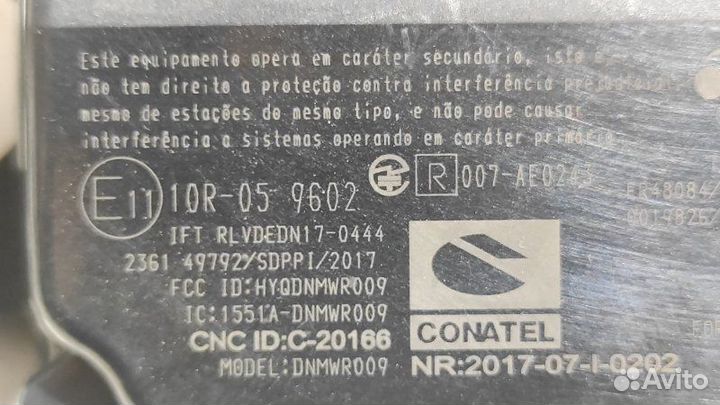 Este equipamento opera em caráter secundário, isto
não tem direito a proteção contra interferência
mesmo de estações do mesmo tipo, e não pode causar
interferência a sistemas operando em caráter primário.
E11 10R-05 9602 R 007-AE0243
IFT RLVDEDN17-0444
2361 49792/SDPPI/2017
FCC ID:HYQDNMWR009
IC:1551A-DNMWR009
CNC ID:C-20166
MODEL:DNMWR009
CONATEL
NR:2017-07-I-0202
Avito